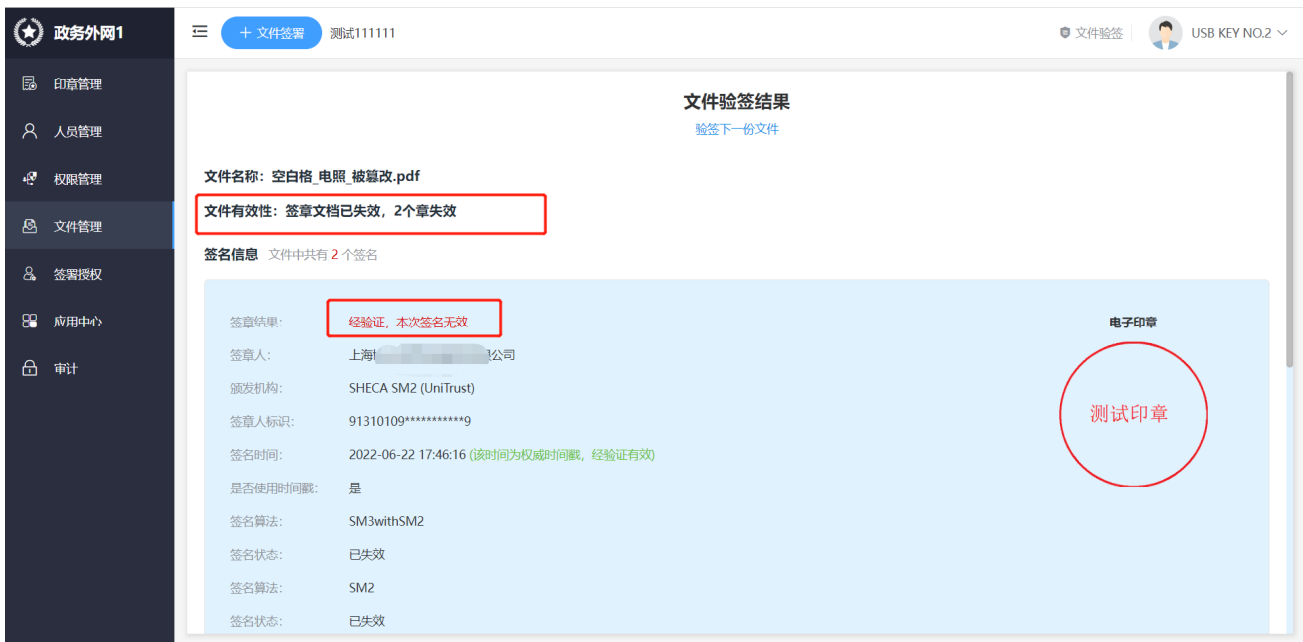 政务外网1
+ 文件签署
测试111111
文件验签
USB KEY NO.2
印章管理
人员管理
权限管理
文件管理
签署授权
应用中心
审计
文件验签结果
验签下一份文件
文件名称：空白格_电照_被篡改.pdf
文件有效性：签章文档已失效，2个章失效
签名信息 文件中共有 2 个签名
签章结果： 经验证，本次签名无效
电子印章
签章人： 上海 公司
颁发机构： SHECA SM2 (UniTrust)
签章人标识： 91310109***********9
测试印章
签名时间： 2022-06-22 17:46:16 (该时间为权威时间戳，经验证有效)
是否使用时间戳： 是
签名算法： SM3withSM2
签名状态： 已失效
签名算法： SM2
签名状态： 已失效